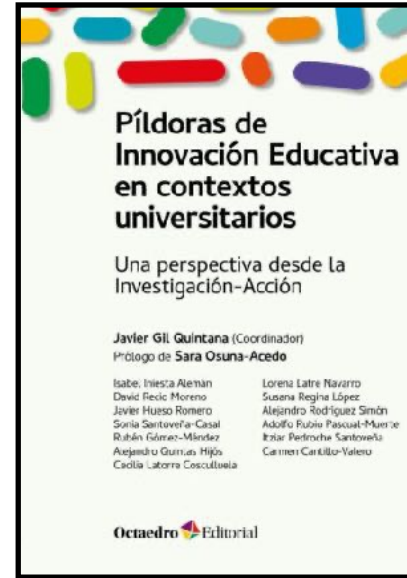 Píldoras de
Innovación Educativa
en contextos
universitarios
Una perspectiva desde la
Investigación-Acción
Javier Gil Quintana (Coordinador)
Prólogo de Sara Osuna-Acedo
Isabel Iniesta Alemán
David Recio Moreno
Javier Hueso Romero
Sonia Santoveña-Casal
Rubén Gómez-Méndez
Alejandro Quintas Hijós
Cecilia Latorre Cosculluela
Lorena Latre Navarro
Susana Regina López
Alejandro Rodríguez Simón
Adolfo Rubio Pascual-Muerte
Itziar Pedroche Santoveña
Carmen Cantillo-Valero
Octaedro Editorial